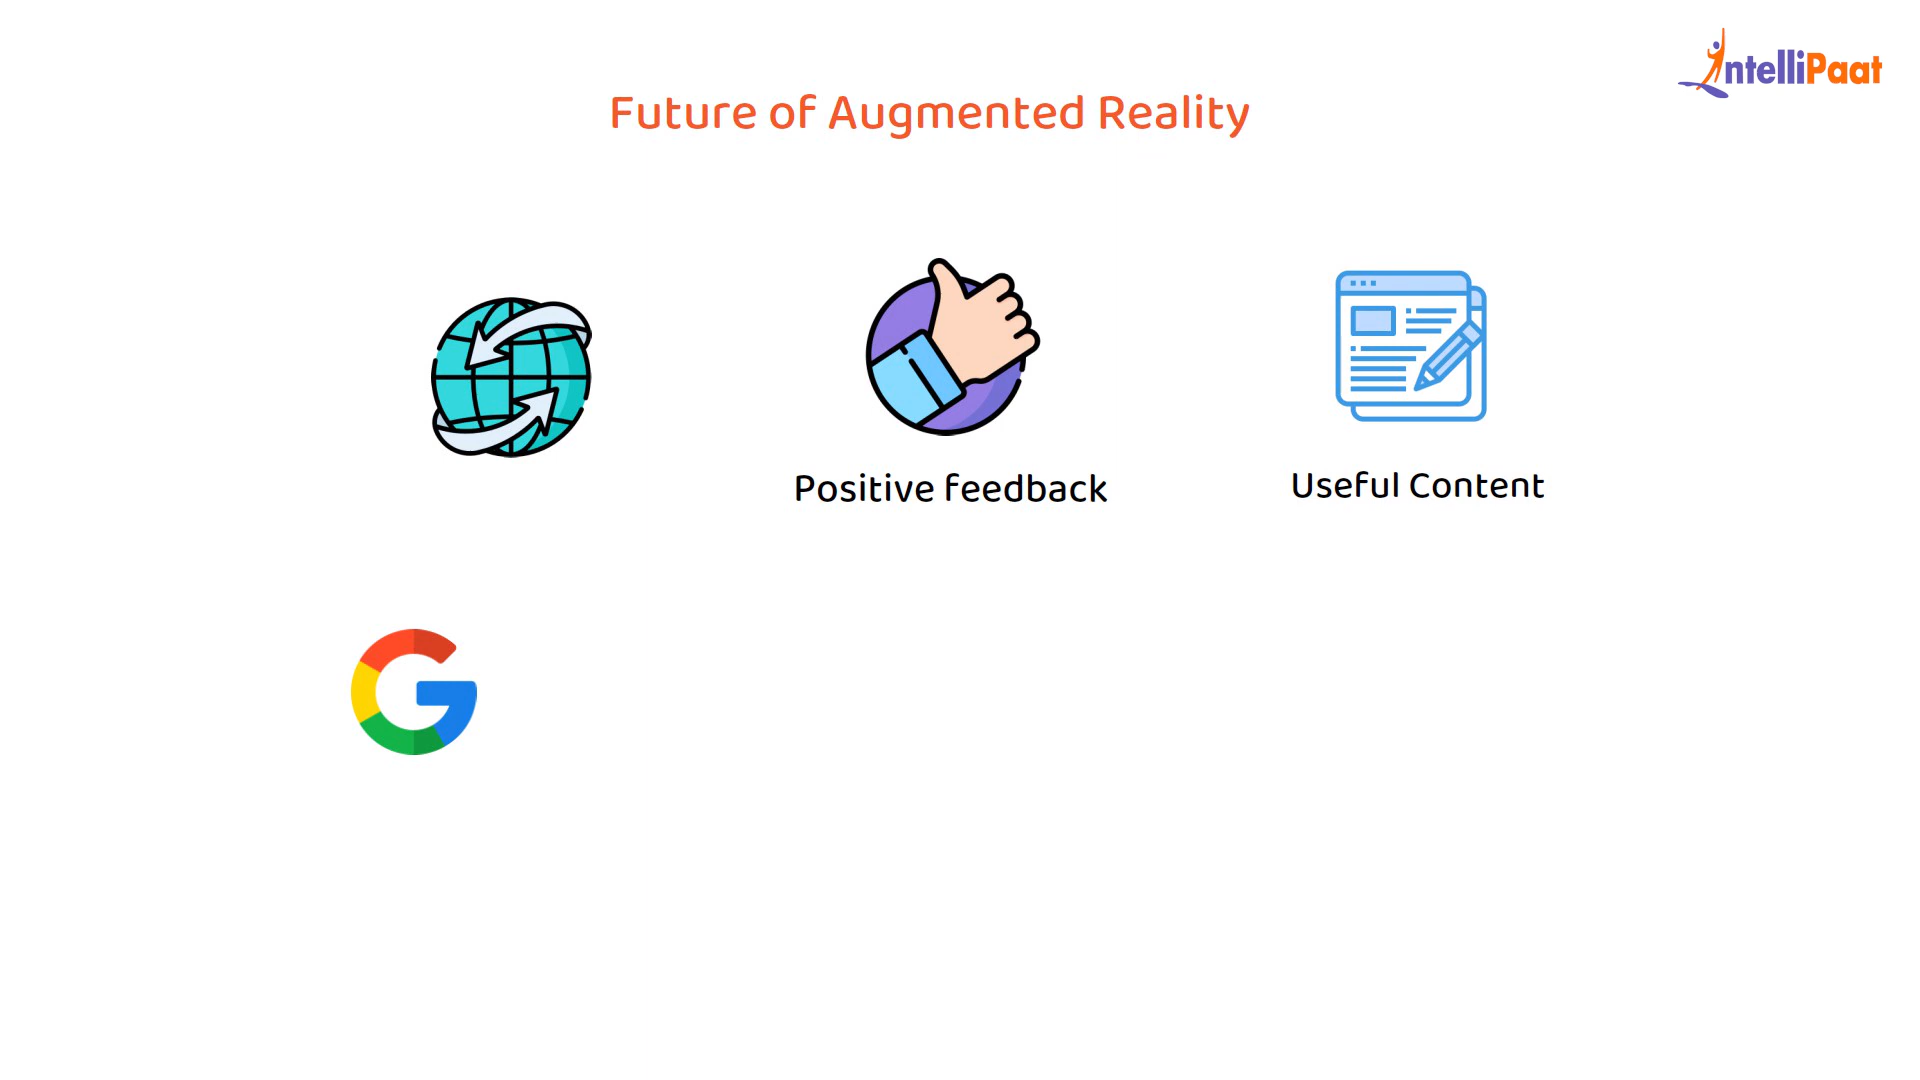 IntelliPaat
Future of Augmented Reality
Positive feedback
Useful Content